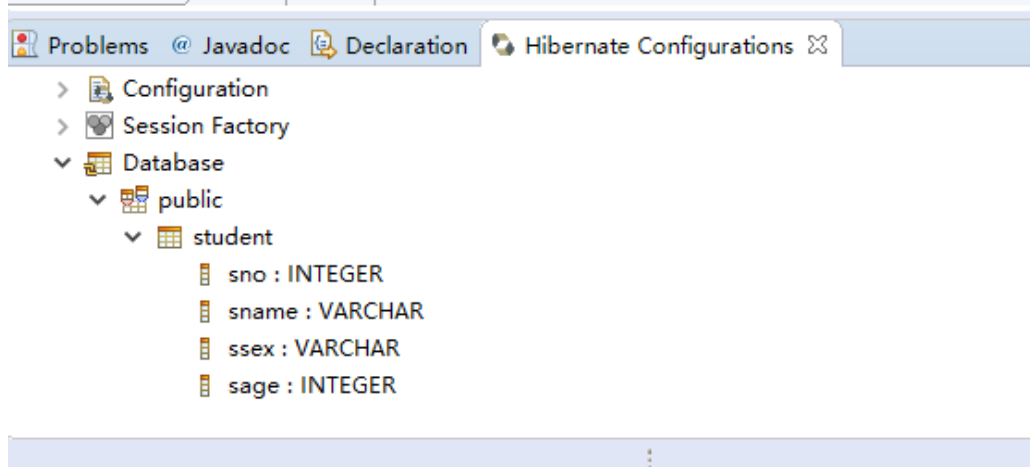 Problems @ Javadoc Declaration Hibernate Configurations
Configuration
Session Factory
Database
public
student
sno : INTEGER
sname : VARCHAR
ssex : VARCHAR
sage : INTEGER